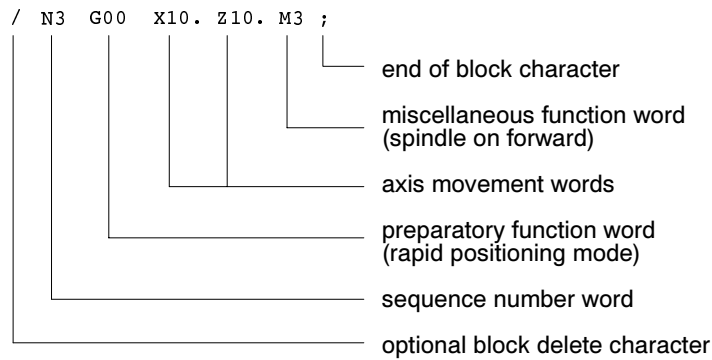 / N3 G00 X10. Z10. M3 ;
end of block character
miscellaneous function word
(spindle on forward)
axis movement words
preparatory function word
(rapid positioning mode)
sequence number word
optional block delete character